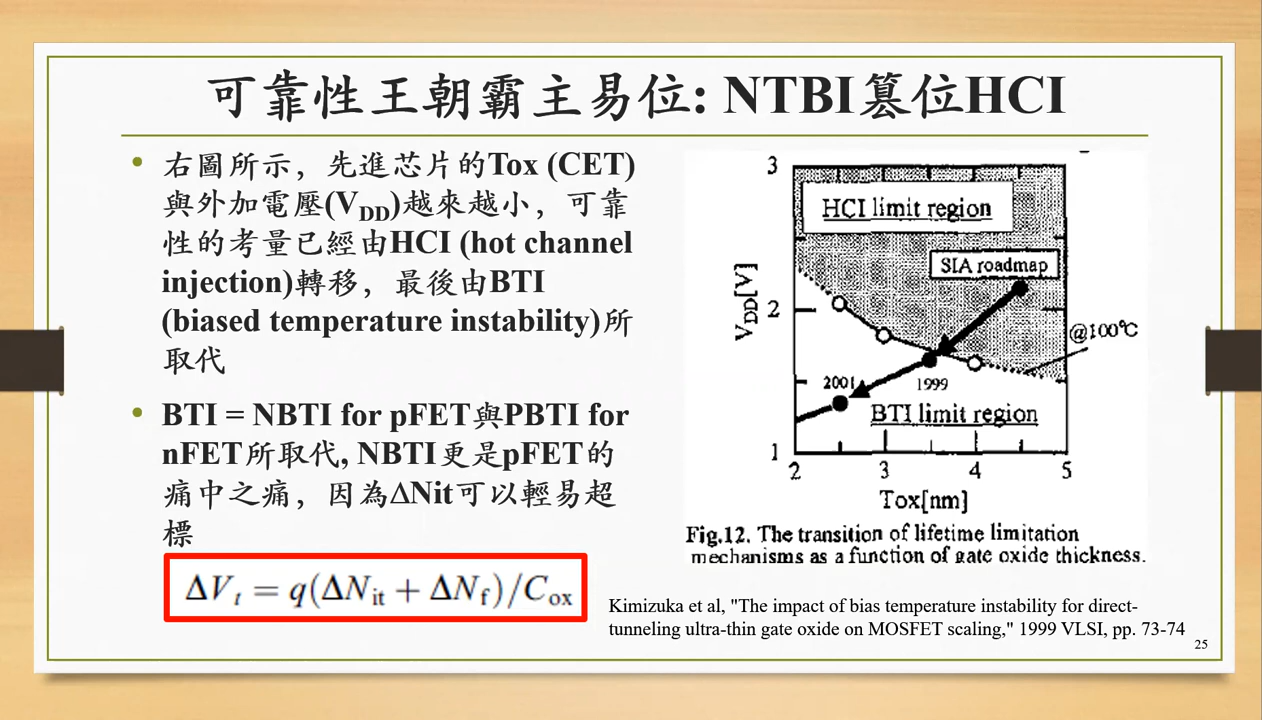 可靠性王朝霸主易位: NTBI篡位HCI
• 右圖所示，先進芯片的Tox (CET)
與外加電壓(VDD)越來越小，可靠
性的考量已經由HCI (hot channel
injection)轉移，最後由BTI
(biased temperature instability)所
取代
• BTI = NBTI for pFET與PBTI for
nFET所取代, NBTI更是pFET的
痛中之痛，因為ΔNit可以輕易超
標
ΔVt = q(ΔNit + ΔNf)/Cox
3
HCI limit region
SIA roadmap
VDD[V]
2
@100°C
2001
1999
BTI limit region
1
2
3
4
5
Tox[nm]
Fig.12. The transition of lifetime limitation
mechanisms as a function of gate oxide thickness.
Kimizuka et al, "The impact of bias temperature instability for direct-
tunneling ultra-thin gate oxide on MOSFET scaling," 1999 VLSI, pp. 73-74
25